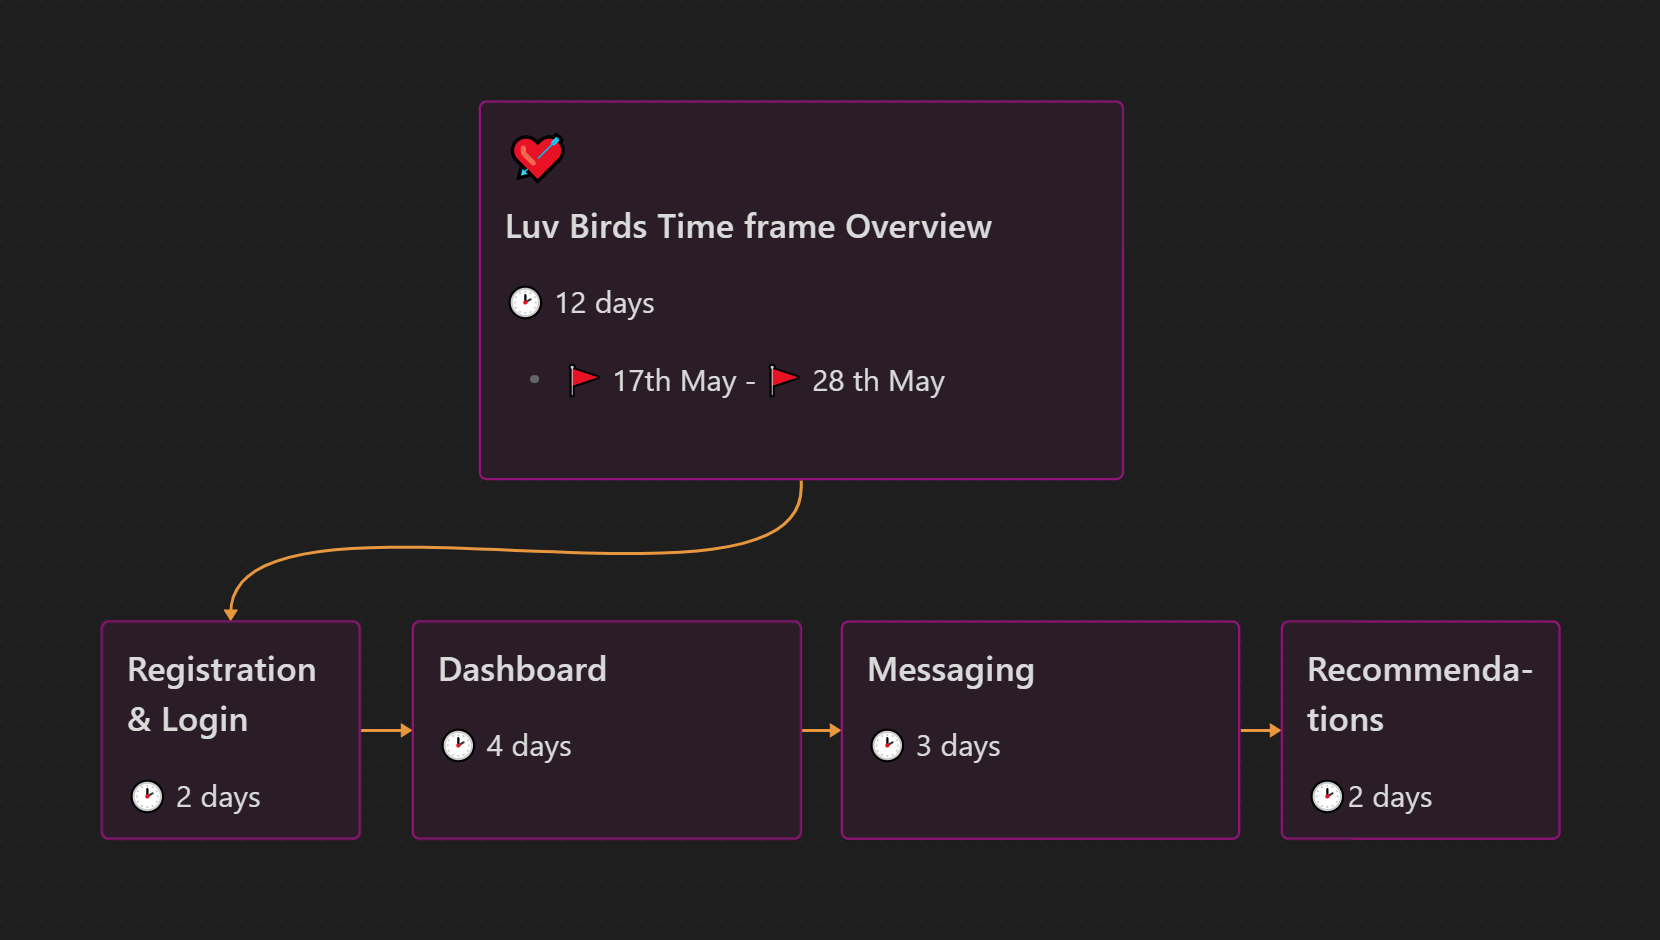 Luv Birds Time frame Overview
12 days
17th May - 28 th May
Registration
& Login
2 days
Dashboard
4 days
Messaging
3 days
Recommenda-
tions
2 days